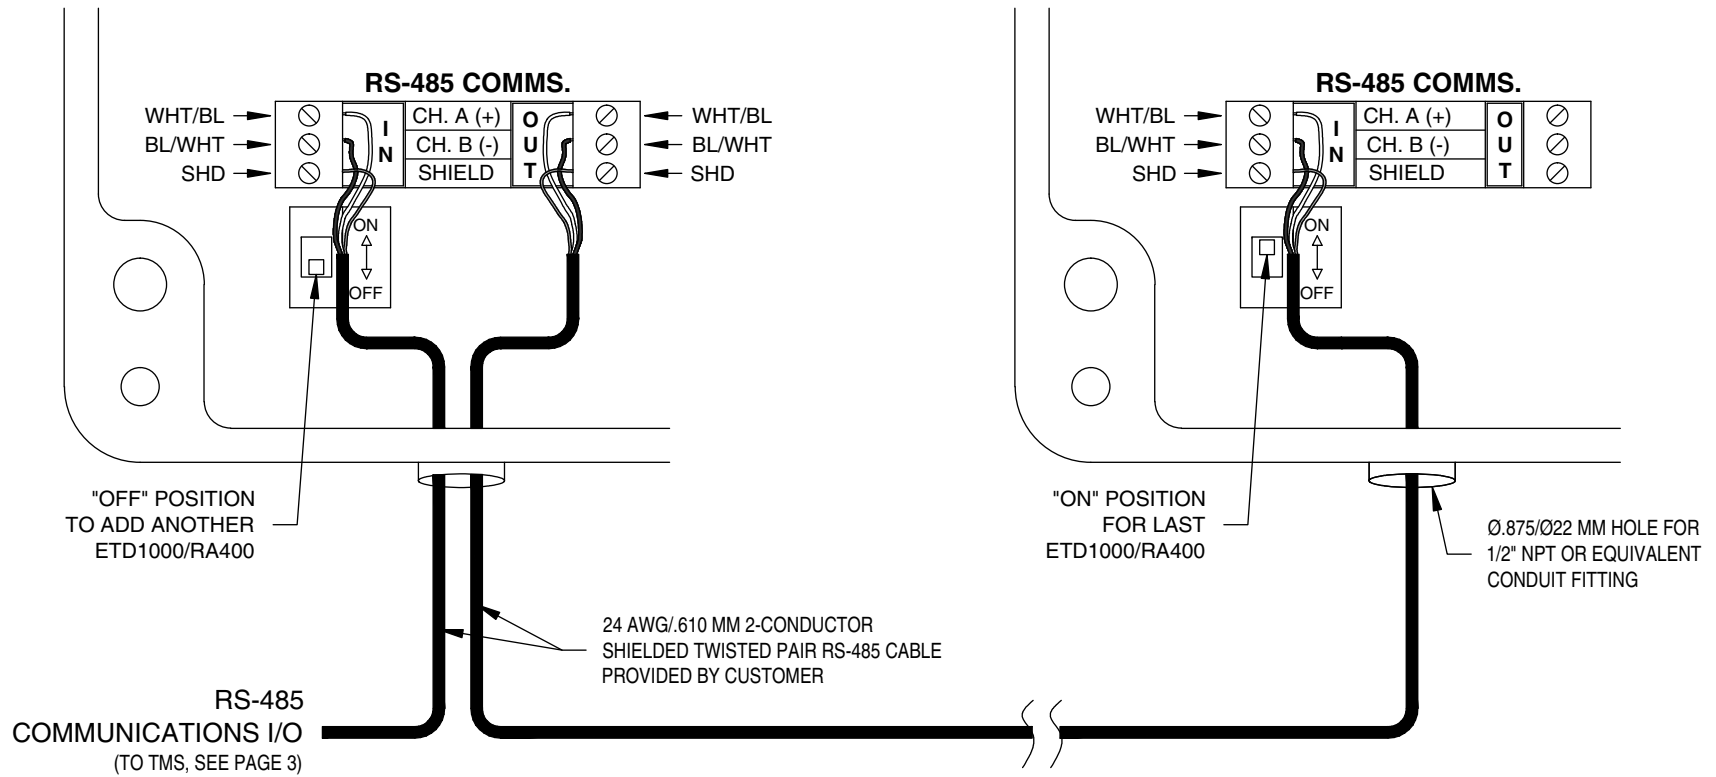 RS-485 COMMS.
WHT/BL
BL/WHT
SHD
IN
CH. A (+)
CH. B (-)
SHIELD
OUT
WHT/BL
BL/WHT
SHD
ON
OFF
"OFF" POSITION
TO ADD ANOTHER
ETD1000/RA400
RS-485 COMMS.
WHT/BL
BL/WHT
SHD
IN
CH. A (+)
CH. B (-)
SHIELD
OUT
ON
OFF
"ON" POSITION
FOR LAST
ETD1000/RA400
Ø.875/Ø22 MM HOLE FOR
1/2" NPT OR EQUIVALENT
CONDUIT FITTING
24 AWG/.610 MM 2-CONDUCTOR
SHIELDED TWISTED PAIR RS-485 CABLE
PROVIDED BY CUSTOMER
RS-485
COMMUNICATIONS I/O
(TO TMS, SEE PAGE 3)